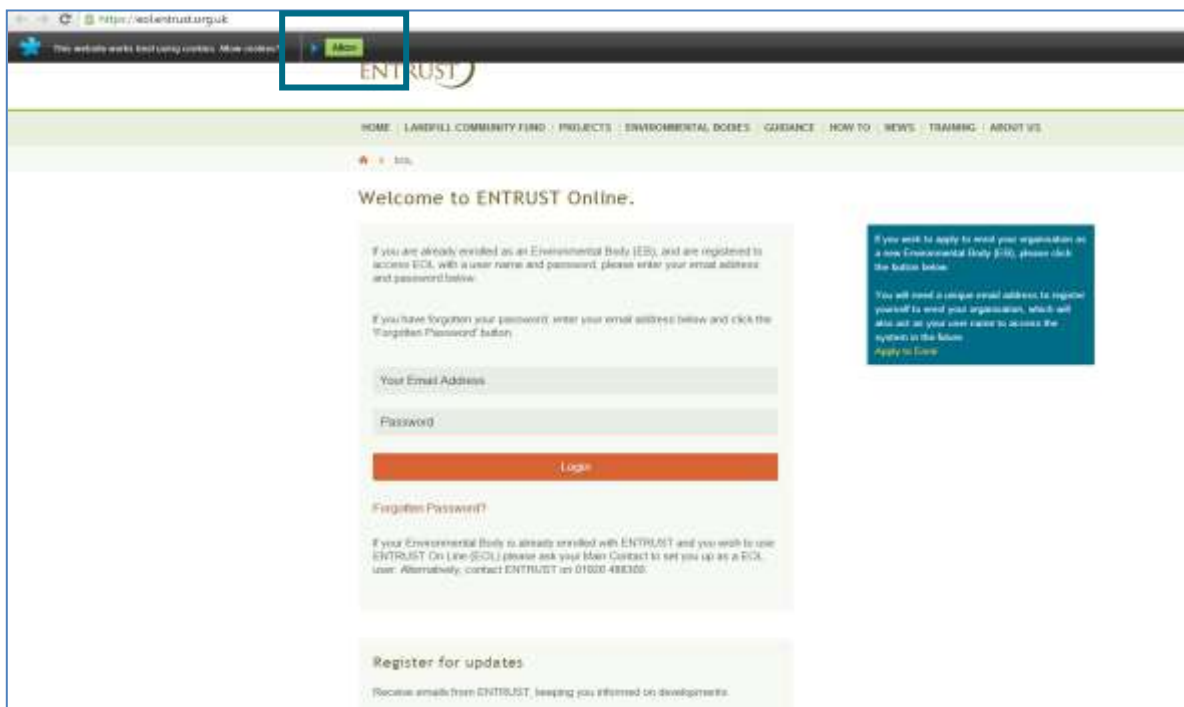 https://eol.entrust.org.uk
This website works best using cookies. Allow cookies?
Allow
ENTRUST
HOME LANDFILL COMMUNITY FUND PROJECTS ENVIRONMENTAL BODIES GUIDANCE HOW TO NEWS TRAINING ABOUT US
EOL
Welcome to ENTRUST Online.
If you are already enrolled as an Environmental Body (EB), and are registered to
access EOL with a user name and password, please enter your email address
and password below.
If you have forgotten your password, enter your email address below and click the
'Forgotten Password' button
Your Email Address
Password
Login
Forgotten Password?
If your Environmental Body is already enrolled with ENTRUST and you wish to use
ENTRUST On Line (EOL) please ask your Main Contact to set you up as a EOL
user. Alternatively, contact ENTRUST on
If you wish to apply to enrol your organisation as
a new Environmental Body (EB), please click
the button below
You will need a unique email address to register
yourself to enrol your organisation, which will
also act as your user name to access the
system in the future
Apply to Enrol
Register for updates
Receive emails from ENTRUST, keeping you informed on developments